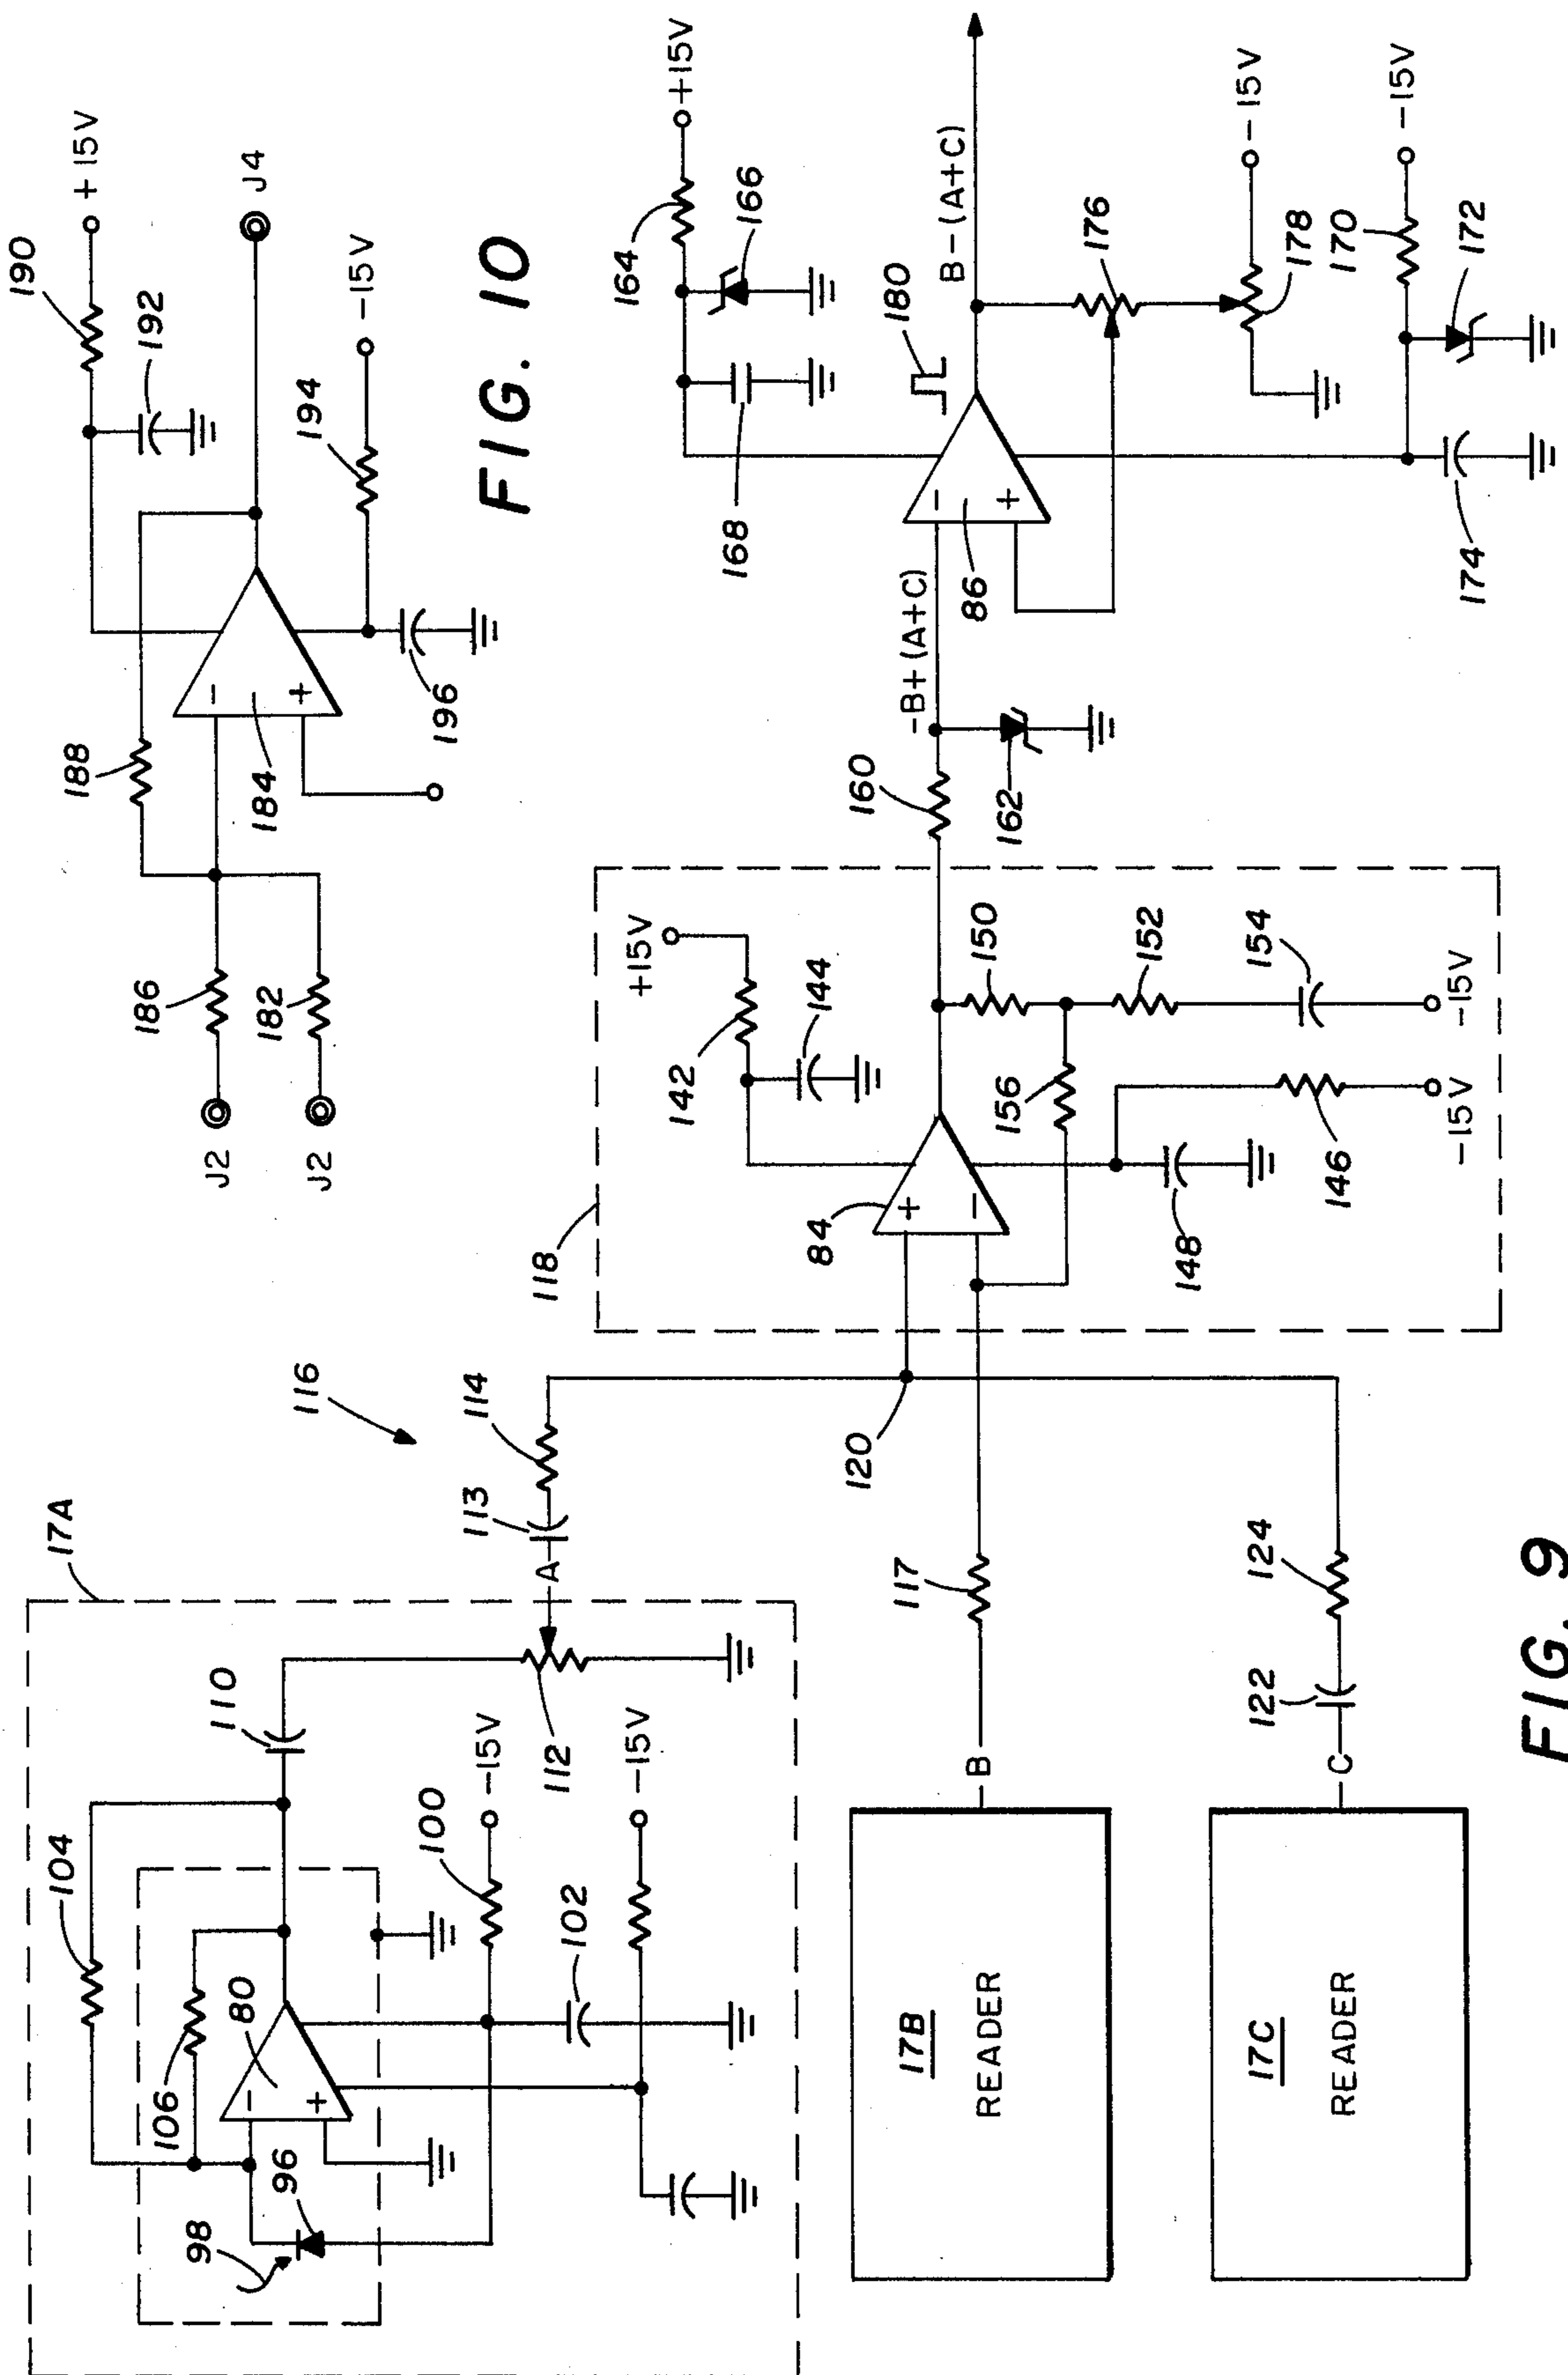 190
+15V
192
188
J4
-15V
194
184
-
+
186
196
182
J2
J2
FIG. 10
17A
104
110
106
80
-
+
98
96
100
-15V
102
112
-15V
A
113
114
116
118
+15V
142
144
84
+
-
150
156
152
154
148
146
-15V
-15V
120
160
162
-B+(A+C)
164
+15V
166
168
180
B-(A+C)
86
-
+
176
-15V
178
170
-15V
172
174
17B
READER
B
117
17C
READER
C
122
124
FIG. 9